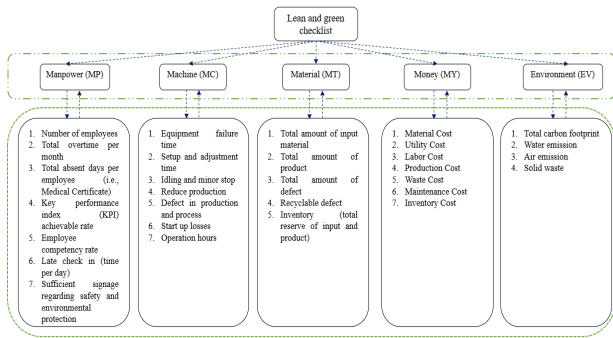 Lean and green
checklist
Manpower (MP)
Machine (MC)
Material (MT)
Money (MY)
Environment (EV)
1. Number of employees
2. Total overtime per
month
3. Total absent days per
employee (i.e.,
Medical Certificate)
4. Key performance
index (KPI)
achievable rate
5. Employee
competency rate
6. Late check in (time
per day)
7. Sufficient signage
regarding safety and
environmental
protection
1. Equipment failure
time
2. Setup and adjustment
time
3. Idling and minor stop
4. Reduce production
5. Defect in production
and process
6. Start up losses
7. Operation hours
1. Total amount of input
material
2. Total amount of
product
3. Total amount of
defect
4. Recyclable defect
5. Inventory (total
reserve of input and
product)
1. Material Cost
2. Utility Cost
3. Labor Cost
4. Production Cost
5. Waste Cost
6. Maintenance Cost
7. Inventory Cost
1. Total carbon footprint
2. Water emission
3. Air emission
4. Solid waste